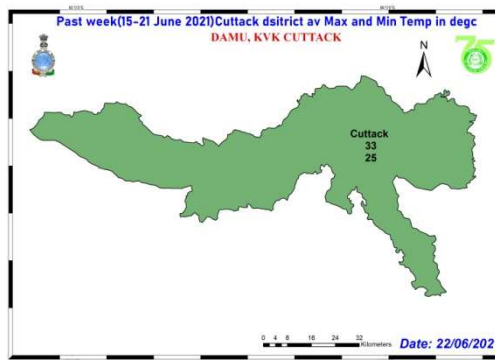 Past week(15-21 June 2021)Cuttack dsitrict av Max and Min Temp in degc
DAMU, KVK CUTTACK
N
75
Cuttack
33
25
0 4 8 16 24 32
Kilometers
Date: 22/06/202